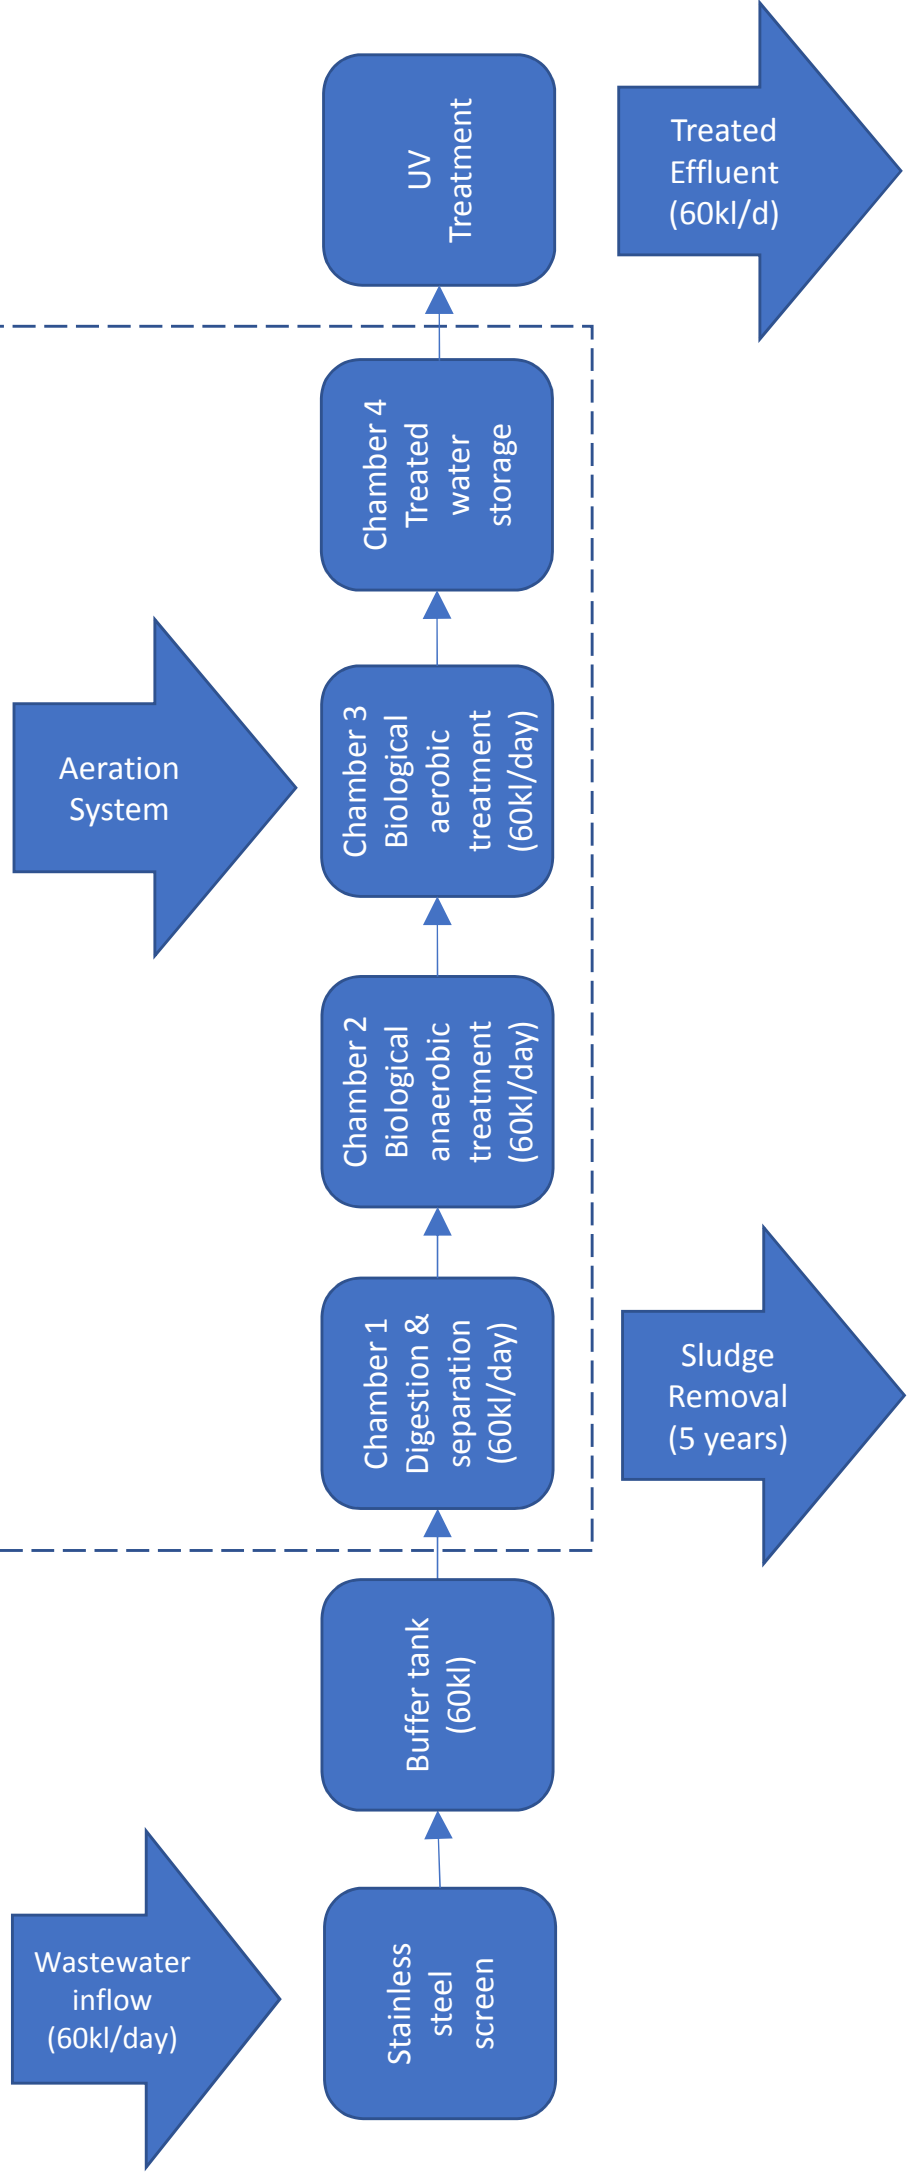 Wastewater
inflow
(60kl/day)
Stainless
steel
screen
Buffer tank
(60kl)
Chamber 1
Digestion &
separation
(60kl/day)
Sludge
Removal
(5 years)
Chamber 2
Biological
anaerobic
treatment
(60kl/day)
Aeration
System
Chamber 3
Biological
aerobic
treatment
(60kl/day)
Chamber 4
Treated
water
storage
UV
Treatment
Treated
Effluent
(60kl/d)